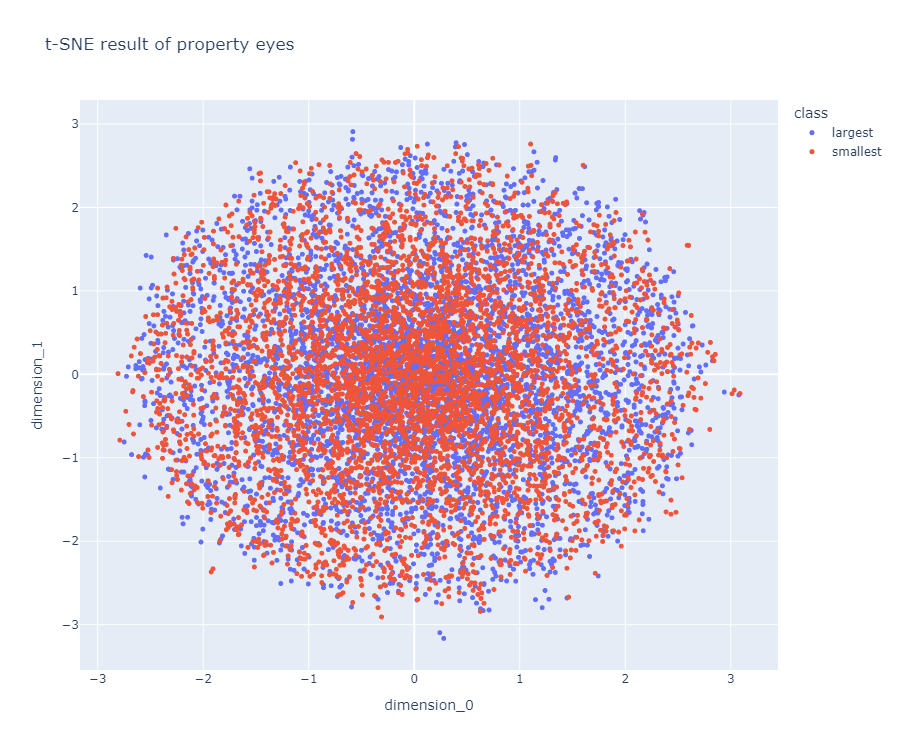 t-SNE result of property eyes
class
largest
smallest
3
2
1
0
−1
−2
−3
dimension_1
−3
−2
−1
0
1
2
3
dimension_0